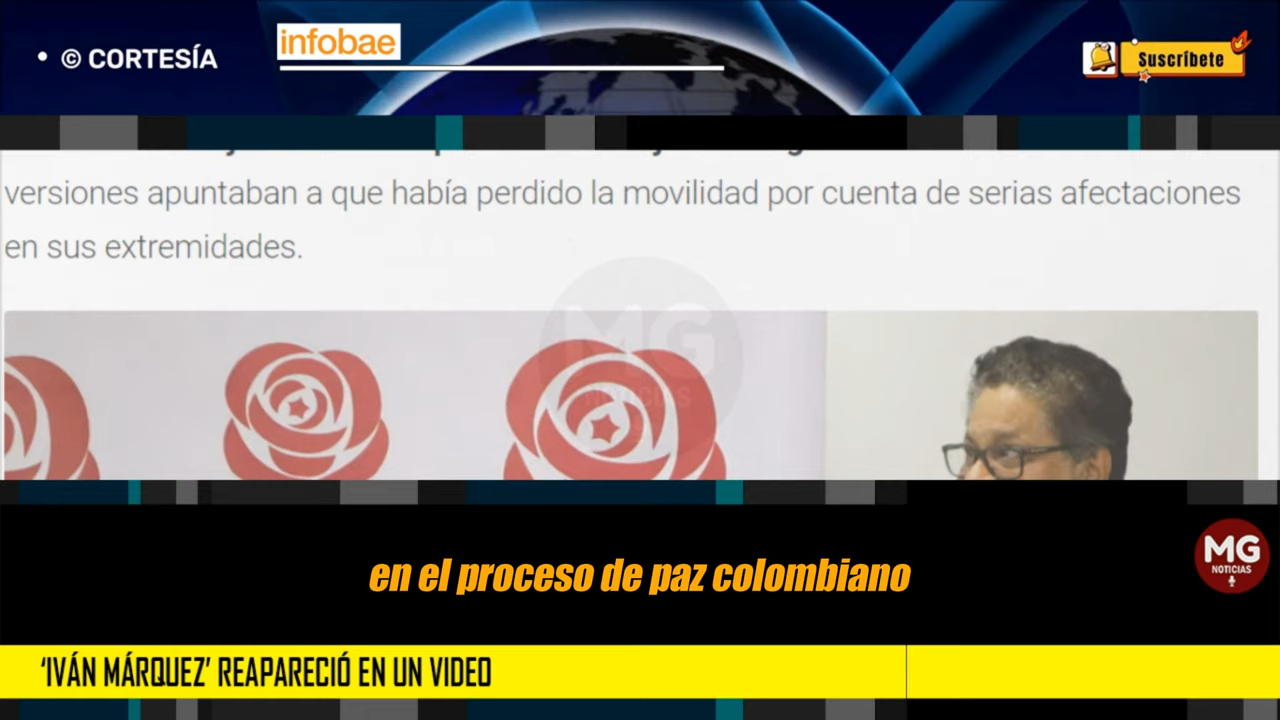 • © CORTESÍA
infobae
Suscríbete
versiones apuntaban a que había perdido la movilidad por cuenta de serias afectaciones
en sus extremidades.
MG
NOTICIAS
en el proceso de paz colombiano
MG
NOTICIAS
‘IVÁN MÁRQUEZ’ REAPARECIÓ EN UN VIDEO